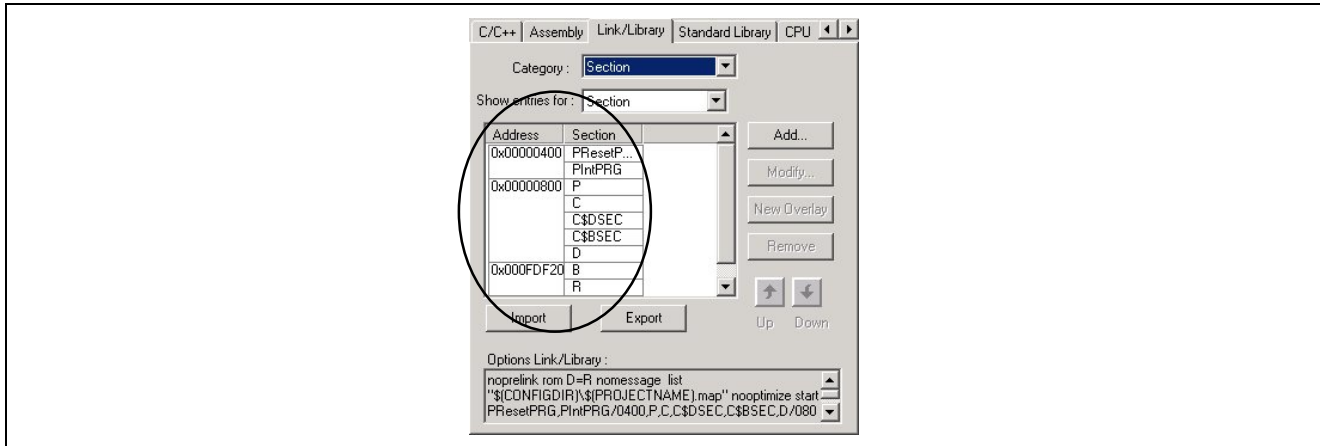 C/C++ Assembly Link/Library Standard Library CPU
Category : Section
Show entries for : Section
Address Section
0x00000400 PResetP...
PIntPRG
0x00000800 P
C
C$DSEC
C$BSEC
D
0x000FDF20 B
R
Add...
Modify...
New Overlay
Remove
Up Down
Import Export
Options Link/Library :
noprelink rom D=R nomessage list
"$(CONFIGDIR)\$(PROJECTNAME).map" nooptimize start
PResetPRG,PIntPRG/0400,P,C,C$DSEC,C$BSEC,D/080